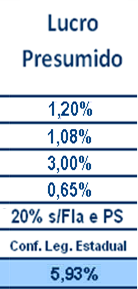 Lucro
Presumido
1,20%
1,08%
3,00%
0,65%
20% s/Fla e PS
Conf. Leg. Estadual
5,93%